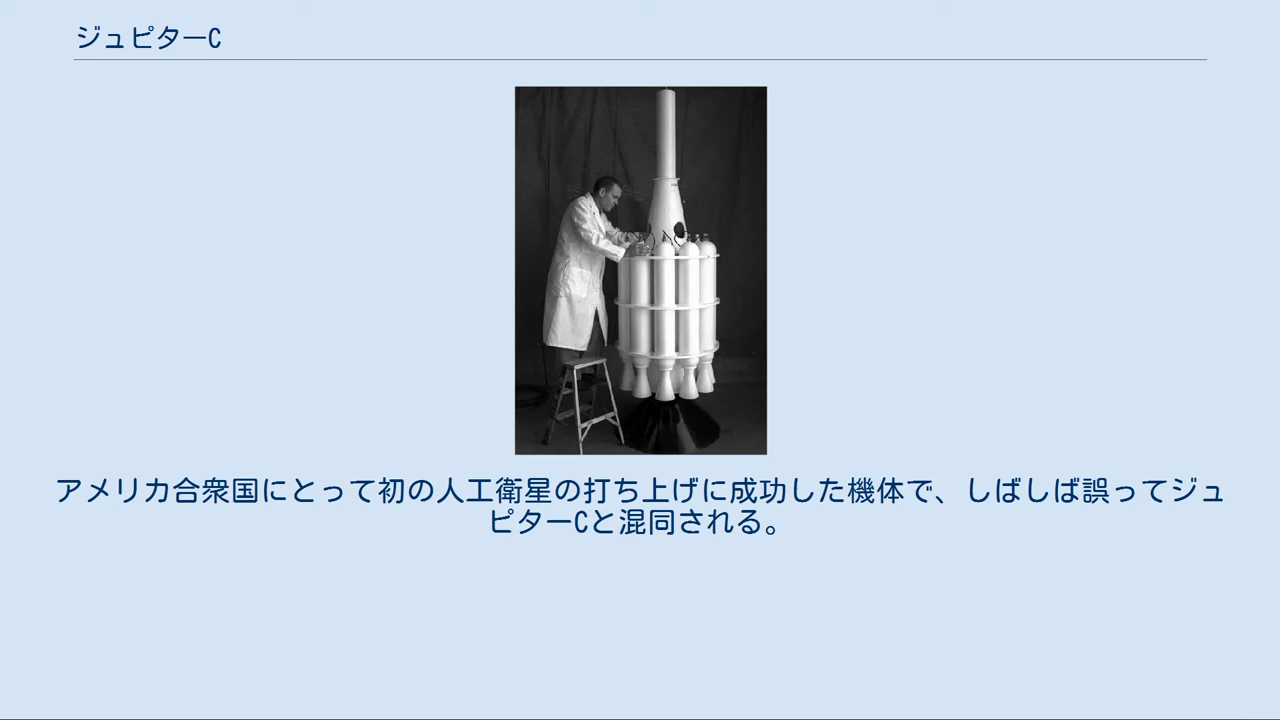 ジュピターC
アメリカ合衆国にとって初の人工衛星の打ち上げに成功した機体で、しばしば誤ってジュ
ピターCと混同される。